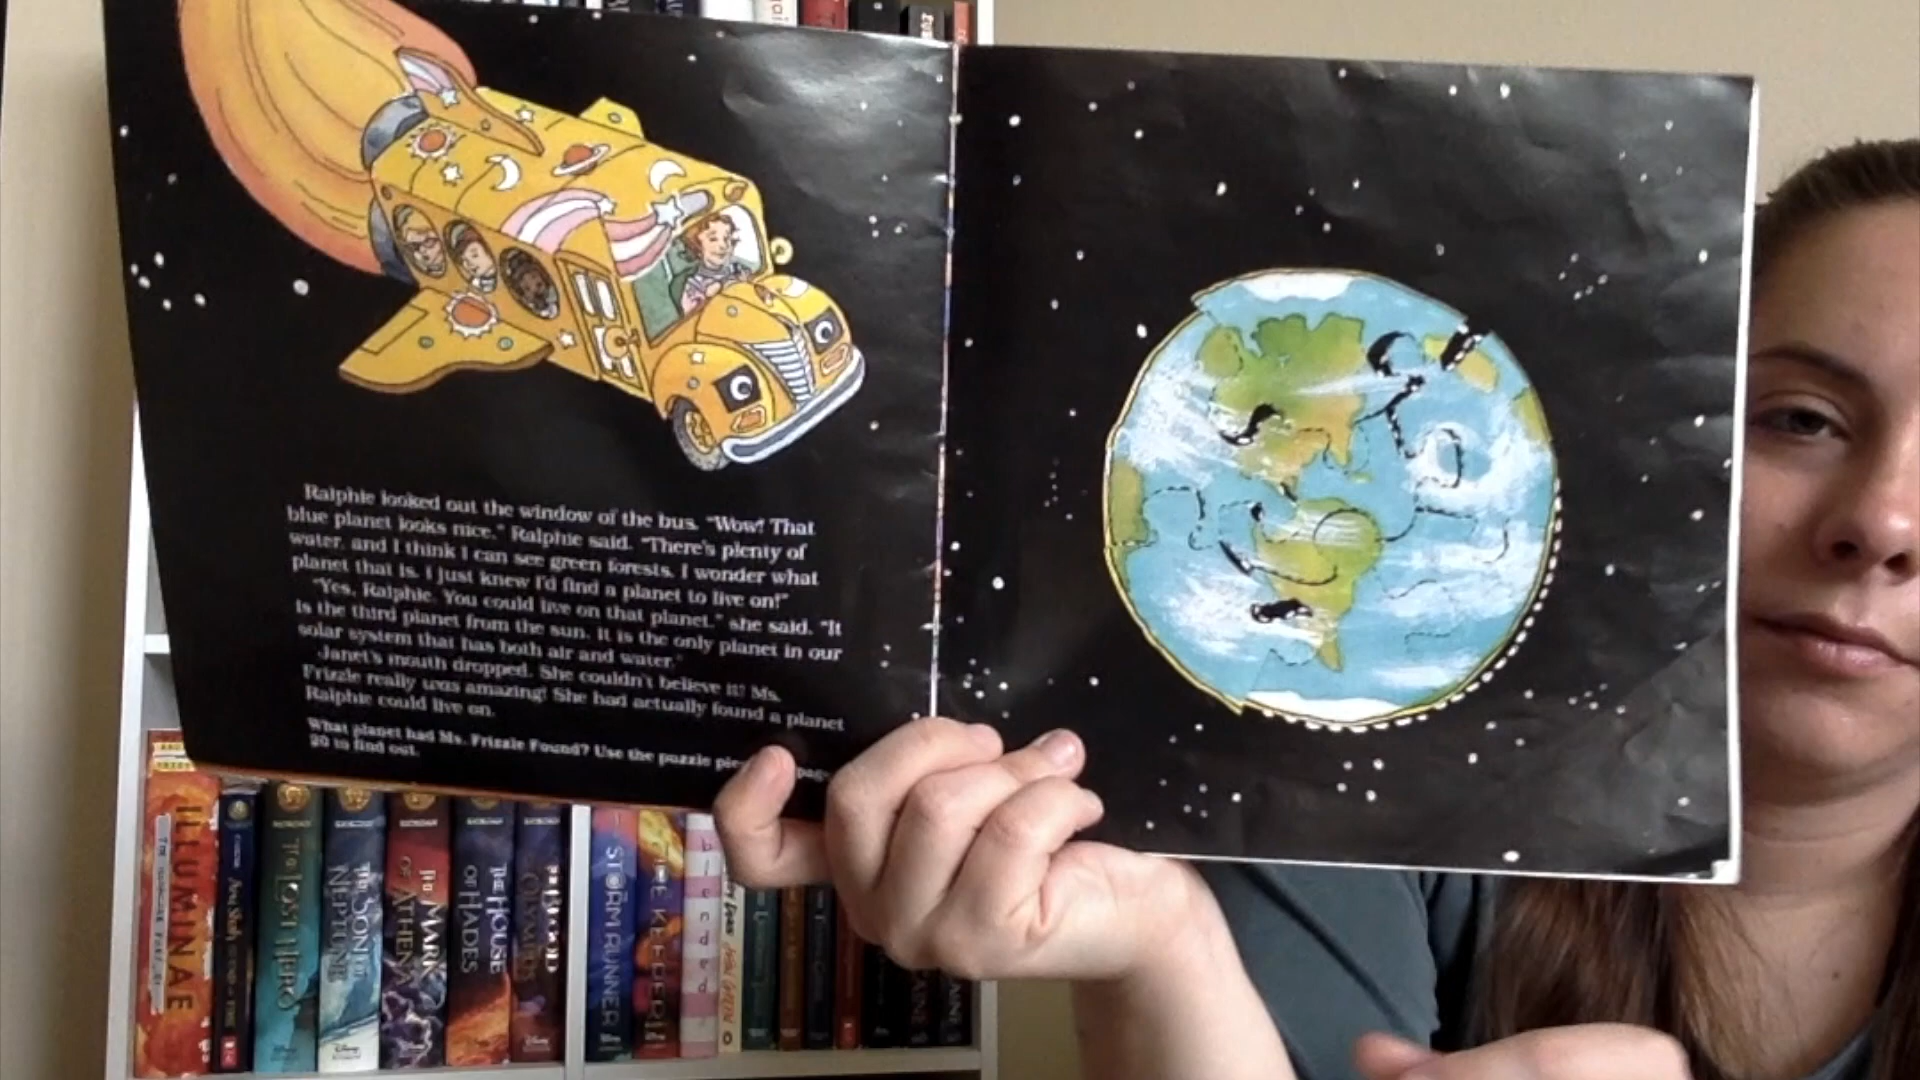 Ralphie looked out the window of the bus. "Wow! That
blue planet looks nice," Ralphie said. "There's plenty of
water, and I think I can see green forests. I wonder what
planet that is. I just knew I'd find a planet to live on!"
"Yes, Ralphie. You could live on that planet," she said. "It
is the third planet from the sun. It is the only planet in our
solar system that has both air and water."
Janet's mouth dropped. She couldn't believe it! Ms.
Frizzle really was amazing! She had actually found a planet
Ralphie could live on.
What planet had Ms. Frizzle Found? Use the puzzle
20 to find out.
ILLUMINAE
THE LOST HERO
THE SON OF NEPTUNE
THE MARK OF ATHENA
THE HOUSE OF HADES
THE BLOOD OF OLYMPUS
STORM RUNNER
blended
Disney
Disney
Disney
Disney